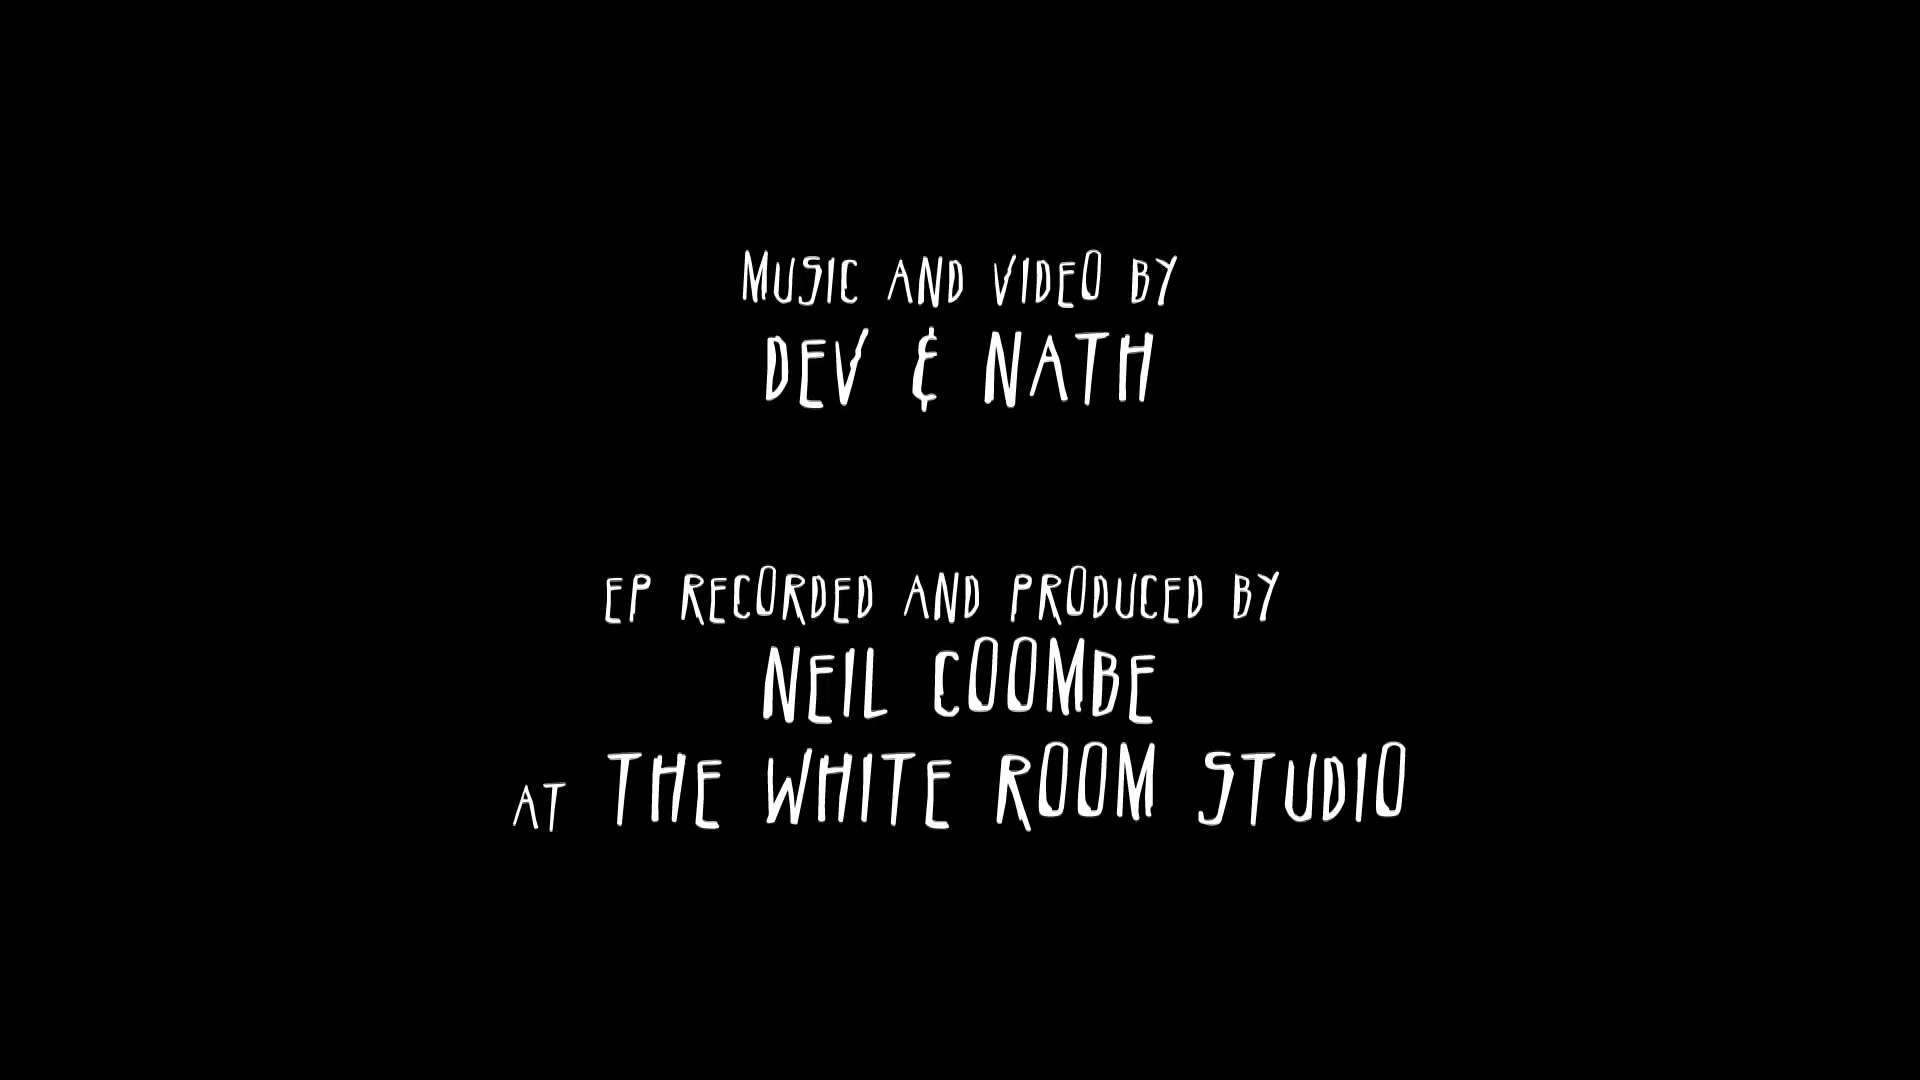 MUSIC AND VIDEO BY
DEV & NATH
EP RECORDED AND PRODUCED BY
NEIL COOMBE
AT THE WHITE ROOM STUDIO